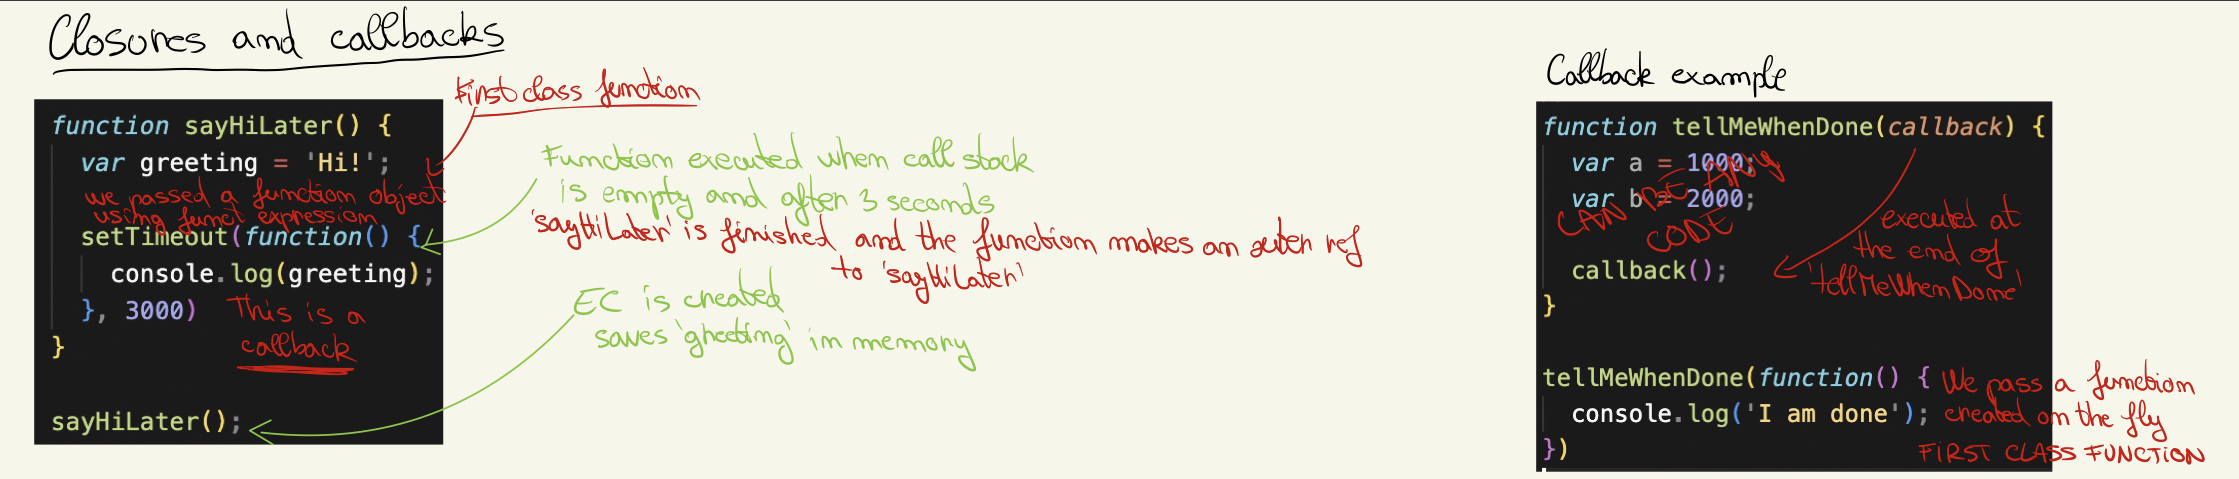 Closures and callbacks
First class function
function sayHiLater() {
var greeting = 'Hi!';
we passed a function object
using funct expression
setTimeout(function() {
console.log(greeting);
}, 3000)
This is a
callback
}
sayHiLater();
Function executed when call stack
is empty and after 3 seconds
'sayHiLater' is finished and the function makes an outer ref
to 'sayHiLater'
EC is created
saves 'greeting' in memory
Callback example
function tellMeWhenDone(callback) {
var a = 1000;
var b = 2000;
CAN BE ANY
CODE
callback();
}
executed at
the end of
'tellMeWhenDone'
tellMeWhenDone(function() {
console.log('I am done');
})
We pass a function
created on the fly
FIRST CLASS FUNCTION